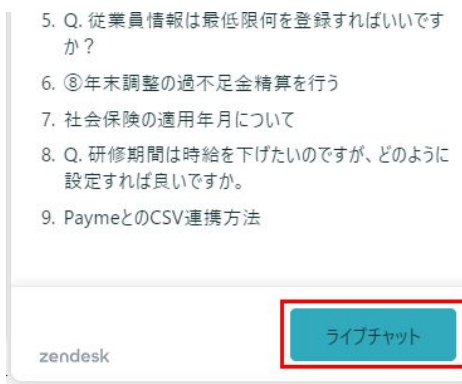 5. Q. 従業員情報は最低限何を登録すればいいです
か？
6. ⑧年末調整の過不足金精算を行う
7. 社会保険の適用年月について
8. Q. 研修期間は時給を下げたいのですが、どのように
設定すれば良いですか。
9. PaymeとのCSV連携方法
ライブチャット
zendesk